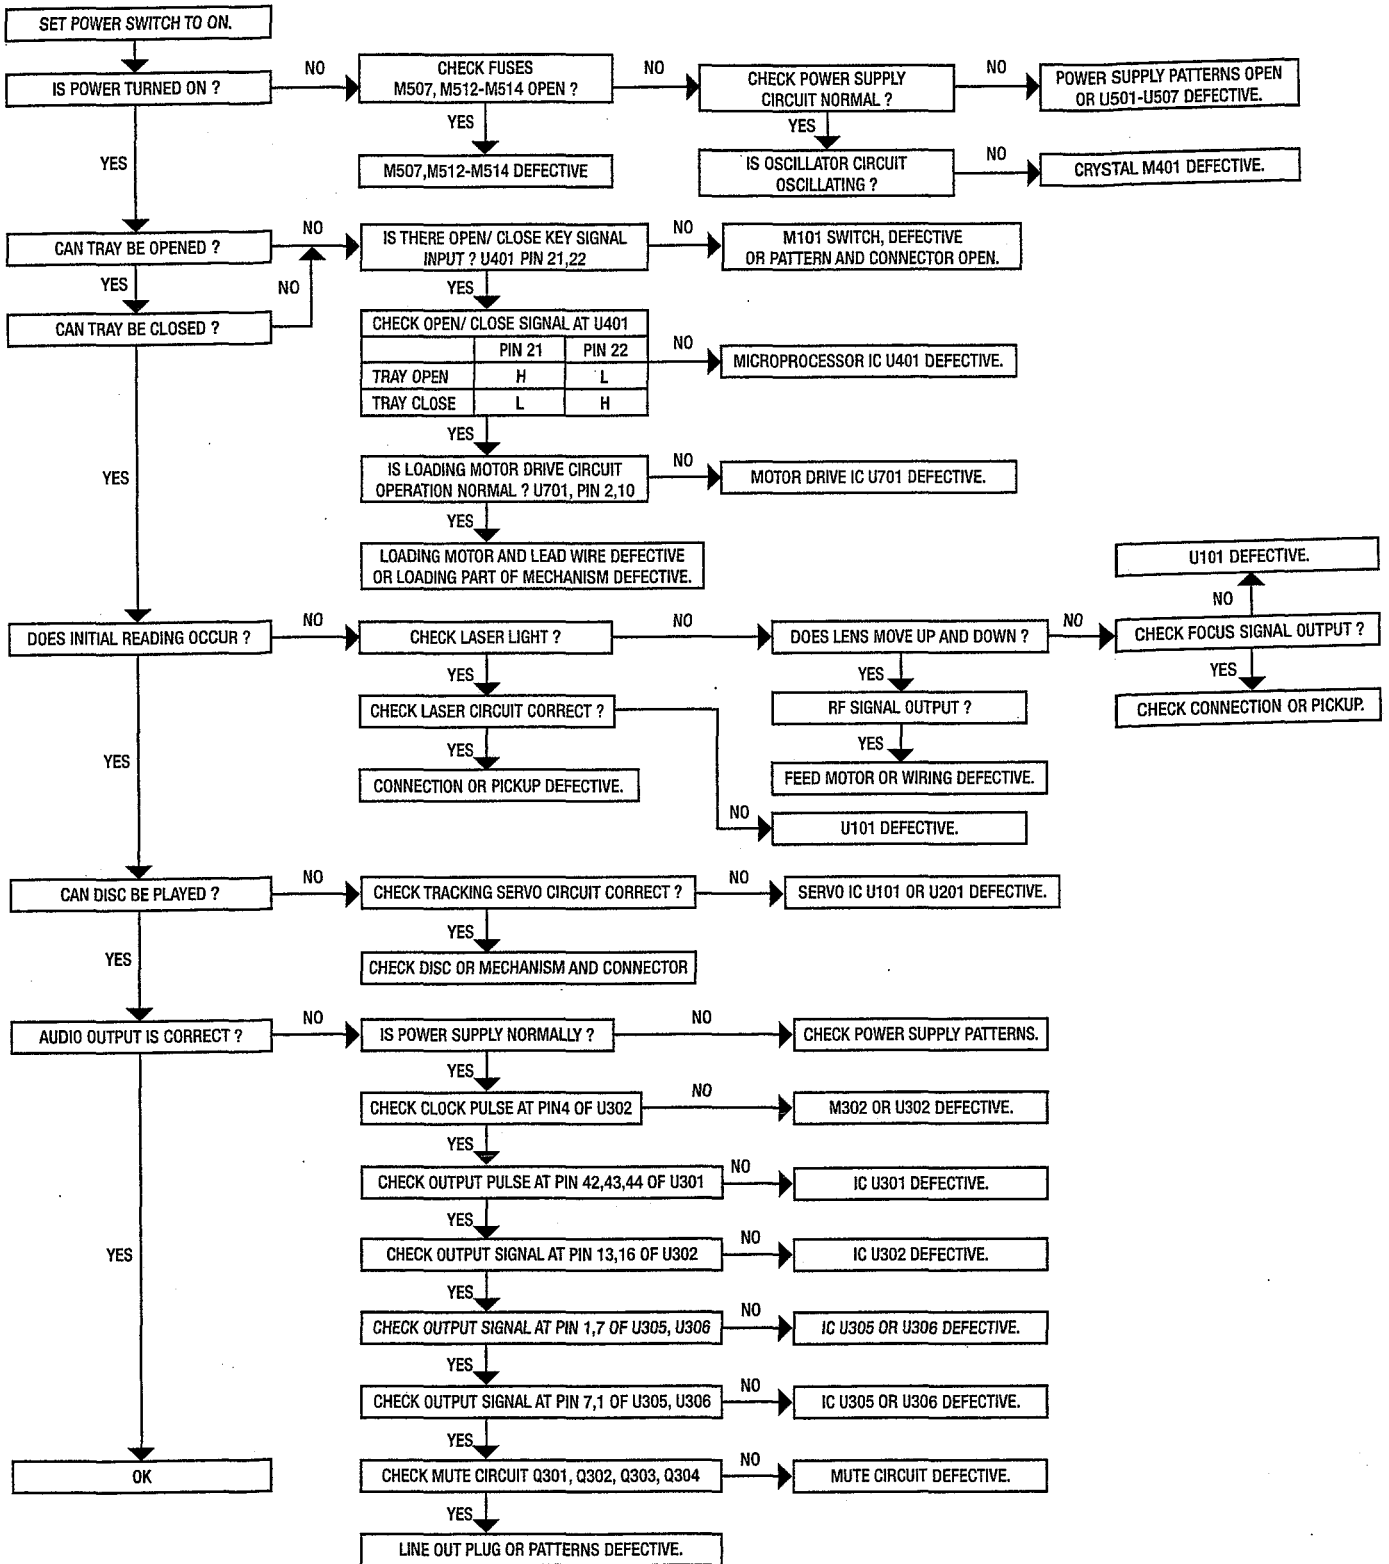 SET POWER SWITCH TO ON.
IS POWER TURNED ON ?
NO
CHECK FUSES
M507, M512-M514 OPEN ?
NO
CHECK POWER SUPPLY
CIRCUIT NORMAL ?
NO
POWER SUPPLY PATTERNS OPEN
OR U501-U507 DEFECTIVE.
YES
YES
YES
M507,M512-M514 DEFECTIVE
IS OSCILLATOR CIRCUIT
OSCILLATING ?
NO
CRYSTAL M401 DEFECTIVE.
CAN TRAY BE OPENED ?
NO
IS THERE OPEN/ CLOSE KEY SIGNAL
INPUT ? U401 PIN 21,22
NO
M101 SWITCH, DEFECTIVE
OR PATTERN AND CONNECTOR OPEN.
YES
NO
YES
CAN TRAY BE CLOSED ?
CHECK OPEN/ CLOSE SIGNAL AT U401
PIN 21 PIN 22
TRAY OPEN H L
TRAY CLOSE L H
NO
MICROPROCESSOR IC U401 DEFECTIVE.
YES
YES
IS LOADING MOTOR DRIVE CIRCUIT
OPERATION NORMAL ? U701, PIN 2,10
NO
MOTOR DRIVE IC U701 DEFECTIVE.
YES
LOADING MOTOR AND LEAD WIRE DEFECTIVE
OR LOADING PART OF MECHANISM DEFECTIVE.
U101 DEFECTIVE.
NO
DOES INITIAL READING OCCUR ?
NO
CHECK LASER LIGHT ?
NO
DOES LENS MOVE UP AND DOWN ?
NO
CHECK FOCUS SIGNAL OUTPUT ?
YES
YES
YES
CHECK LASER CIRCUIT CORRECT ?
RF SIGNAL OUTPUT ?
CHECK CONNECTION OR PICKUP.
YES
YES
YES
CONNECTION OR PICKUP DEFECTIVE.
FEED MOTOR OR WIRING DEFECTIVE.
NO
U101 DEFECTIVE.
CAN DISC BE PLAYED ?
NO
CHECK TRACKING SERVO CIRCUIT CORRECT ?
NO
SERVO IC U101 OR U201 DEFECTIVE.
YES
YES
CHECK DISC OR MECHANISM AND CONNECTOR
AUDIO OUTPUT IS CORRECT ?
NO
IS POWER SUPPLY NORMALLY ?
NO
CHECK POWER SUPPLY PATTERNS.
YES
CHECK CLOCK PULSE AT PIN4 OF U302
NO
M302 OR U302 DEFECTIVE.
YES
CHECK OUTPUT PULSE AT PIN 42,43,44 OF U301
NO
IC U301 DEFECTIVE.
YES
YES
CHECK OUTPUT SIGNAL AT PIN 13,16 OF U302
NO
IC U302 DEFECTIVE.
YES
CHECK OUTPUT SIGNAL AT PIN 1,7 OF U305, U306
NO
IC U305 OR U306 DEFECTIVE.
YES
CHECK OUTPUT SIGNAL AT PIN 7,1 OF U305, U306
NO
IC U305 OR U306 DEFECTIVE.
YES
OK
CHECK MUTE CIRCUIT Q301, Q302, Q303, Q304
NO
MUTE CIRCUIT DEFECTIVE.
YES
LINE OUT PLUG OR PATTERNS DEFECTIVE.